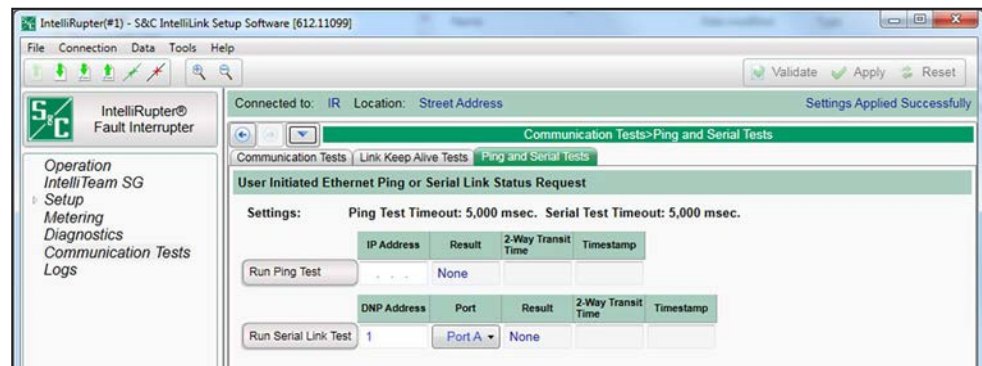 IntelliRupter(#1) - S&C IntelliLink Setup Software [612.11099]
File Connection Data Tools Help
Validate Apply Reset
S&C IntelliRupter®
Fault Interrupter
Connected to: IR Location: Street Address Settings Applied Successfully
Communication Tests>Ping and Serial Tests
Communication Tests Link Keep Alive Tests Ping and Serial Tests
User Initiated Ethernet Ping or Serial Link Status Request
Settings: Ping Test Timeout: 5,000 msec. Serial Test Timeout: 5,000 msec.
IP Address Result 2-Way Transit Time Timestamp
Run Ping Test . . . None
DNP Address Port Result 2-Way Transit Time Timestamp
Run Serial Link Test 1 Port A None
Operation
IntelliTeam SG
Setup
Metering
Diagnostics
Communication Tests
Logs